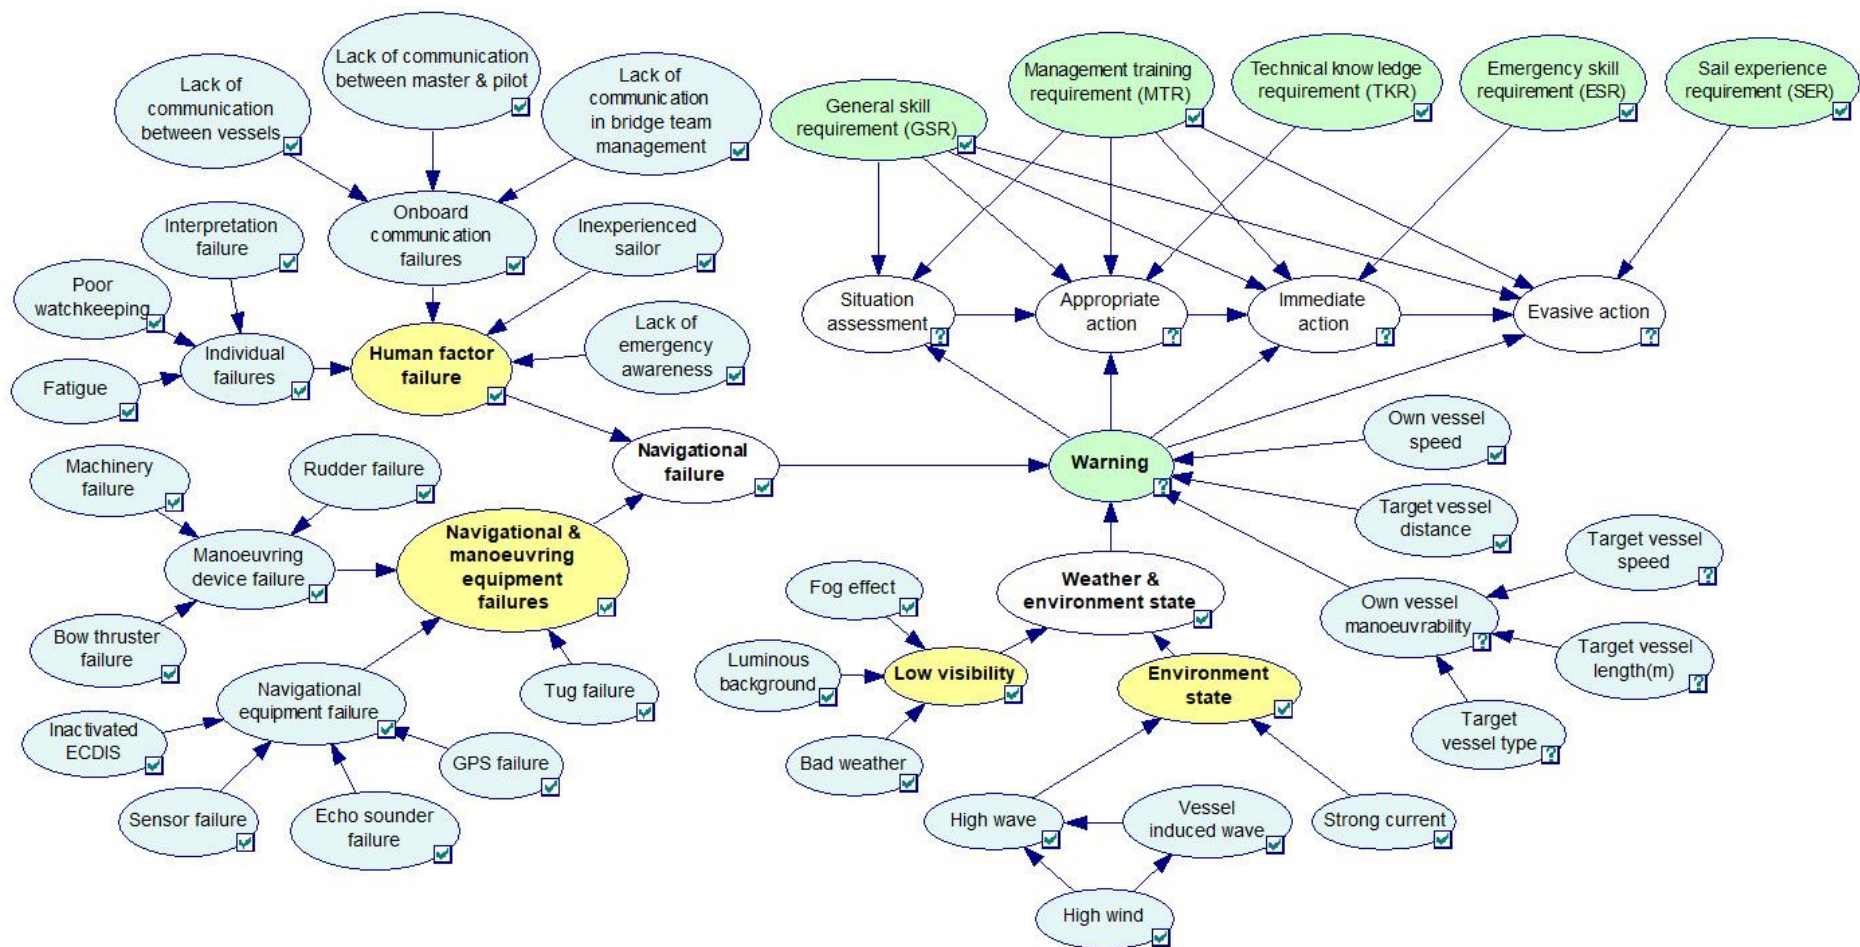 Lack of
communication
between vessels
Lack of communication
between master & pilot
Lack of
communication
in bridge team
management
General skill
requirement (GSR)
Management training
requirement (MTR)
Technical know ledge
requirement (TKR)
Emergency skill
requirement (ESR)
Sail experience
requirement (SER)
Interpretation
failure
Onboard
communication
failures
Inexperienced
sailor
Poor
watchkeeping
Individual
failures
Fatigue
Human factor
failure
Lack of
emergency
awareness
Situation
assessment
Appropriate
action
Immediate
action
Evasive action
Machinery
failure
Rudder failure
Navigational
failure
Warning
Own vessel
speed
Target vessel
distance
Manoeuvring
device failure
Navigational &
manoeuvring
equipment
failures
Bow thruster
failure
Navigational
equipment failure
Tug failure
Inactivated
ECDIS
GPS failure
Sensor failure
Echo sounder
failure
Weather &
environment state
Fog effect
Luminous
background
Low visibility
Bad weather
Environment
state
High wave
Vessel
induced wave
Strong current
High wind
Target vessel
speed
Own vessel
manoeuvrability
Target vessel
length(m)
Target
vessel type